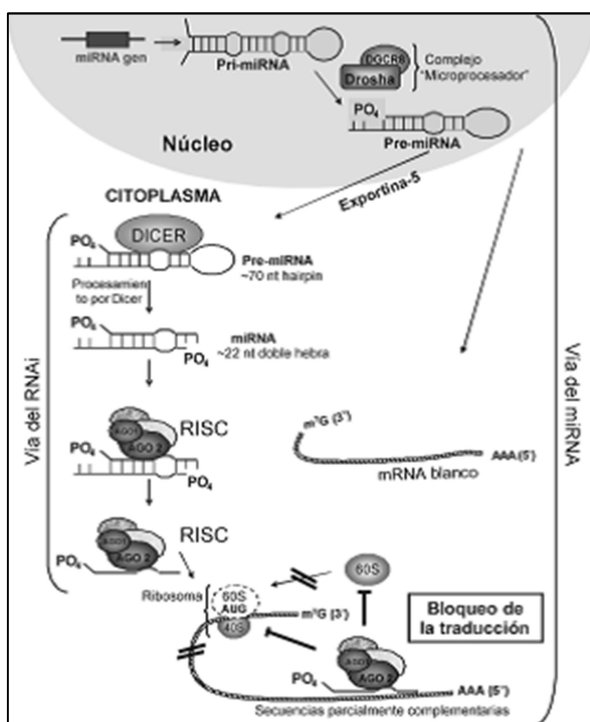 miRNA gen
Pri-miRNA
DGCR8
Drosha
Complejo
"Microprocesador"
PO₄
Pre-miRNA
Núcleo
Exportina-5
CITOPLASMA
DICER
PO₄
Pre-miRNA
~70 nt hairpin
Procesamien
to por Dicer
PO₄
miRNA
~22 nt doble hebra
PO₄
Vía del RNAi
Vía del miRNA
RISC
AGO1
AGO 2
PO₄
PO₄
m⁷G (3')
AAA (5')
mRNA blanco
RISC
AGO1
AGO 2
PO₄
Ribosoma
60S
AUG
40S
m⁷G (3')
60S
Bloqueo de
la traducción
AGO1
AGO 2
PO₄
AAA (5')
Secuencias parcialmente complementarias